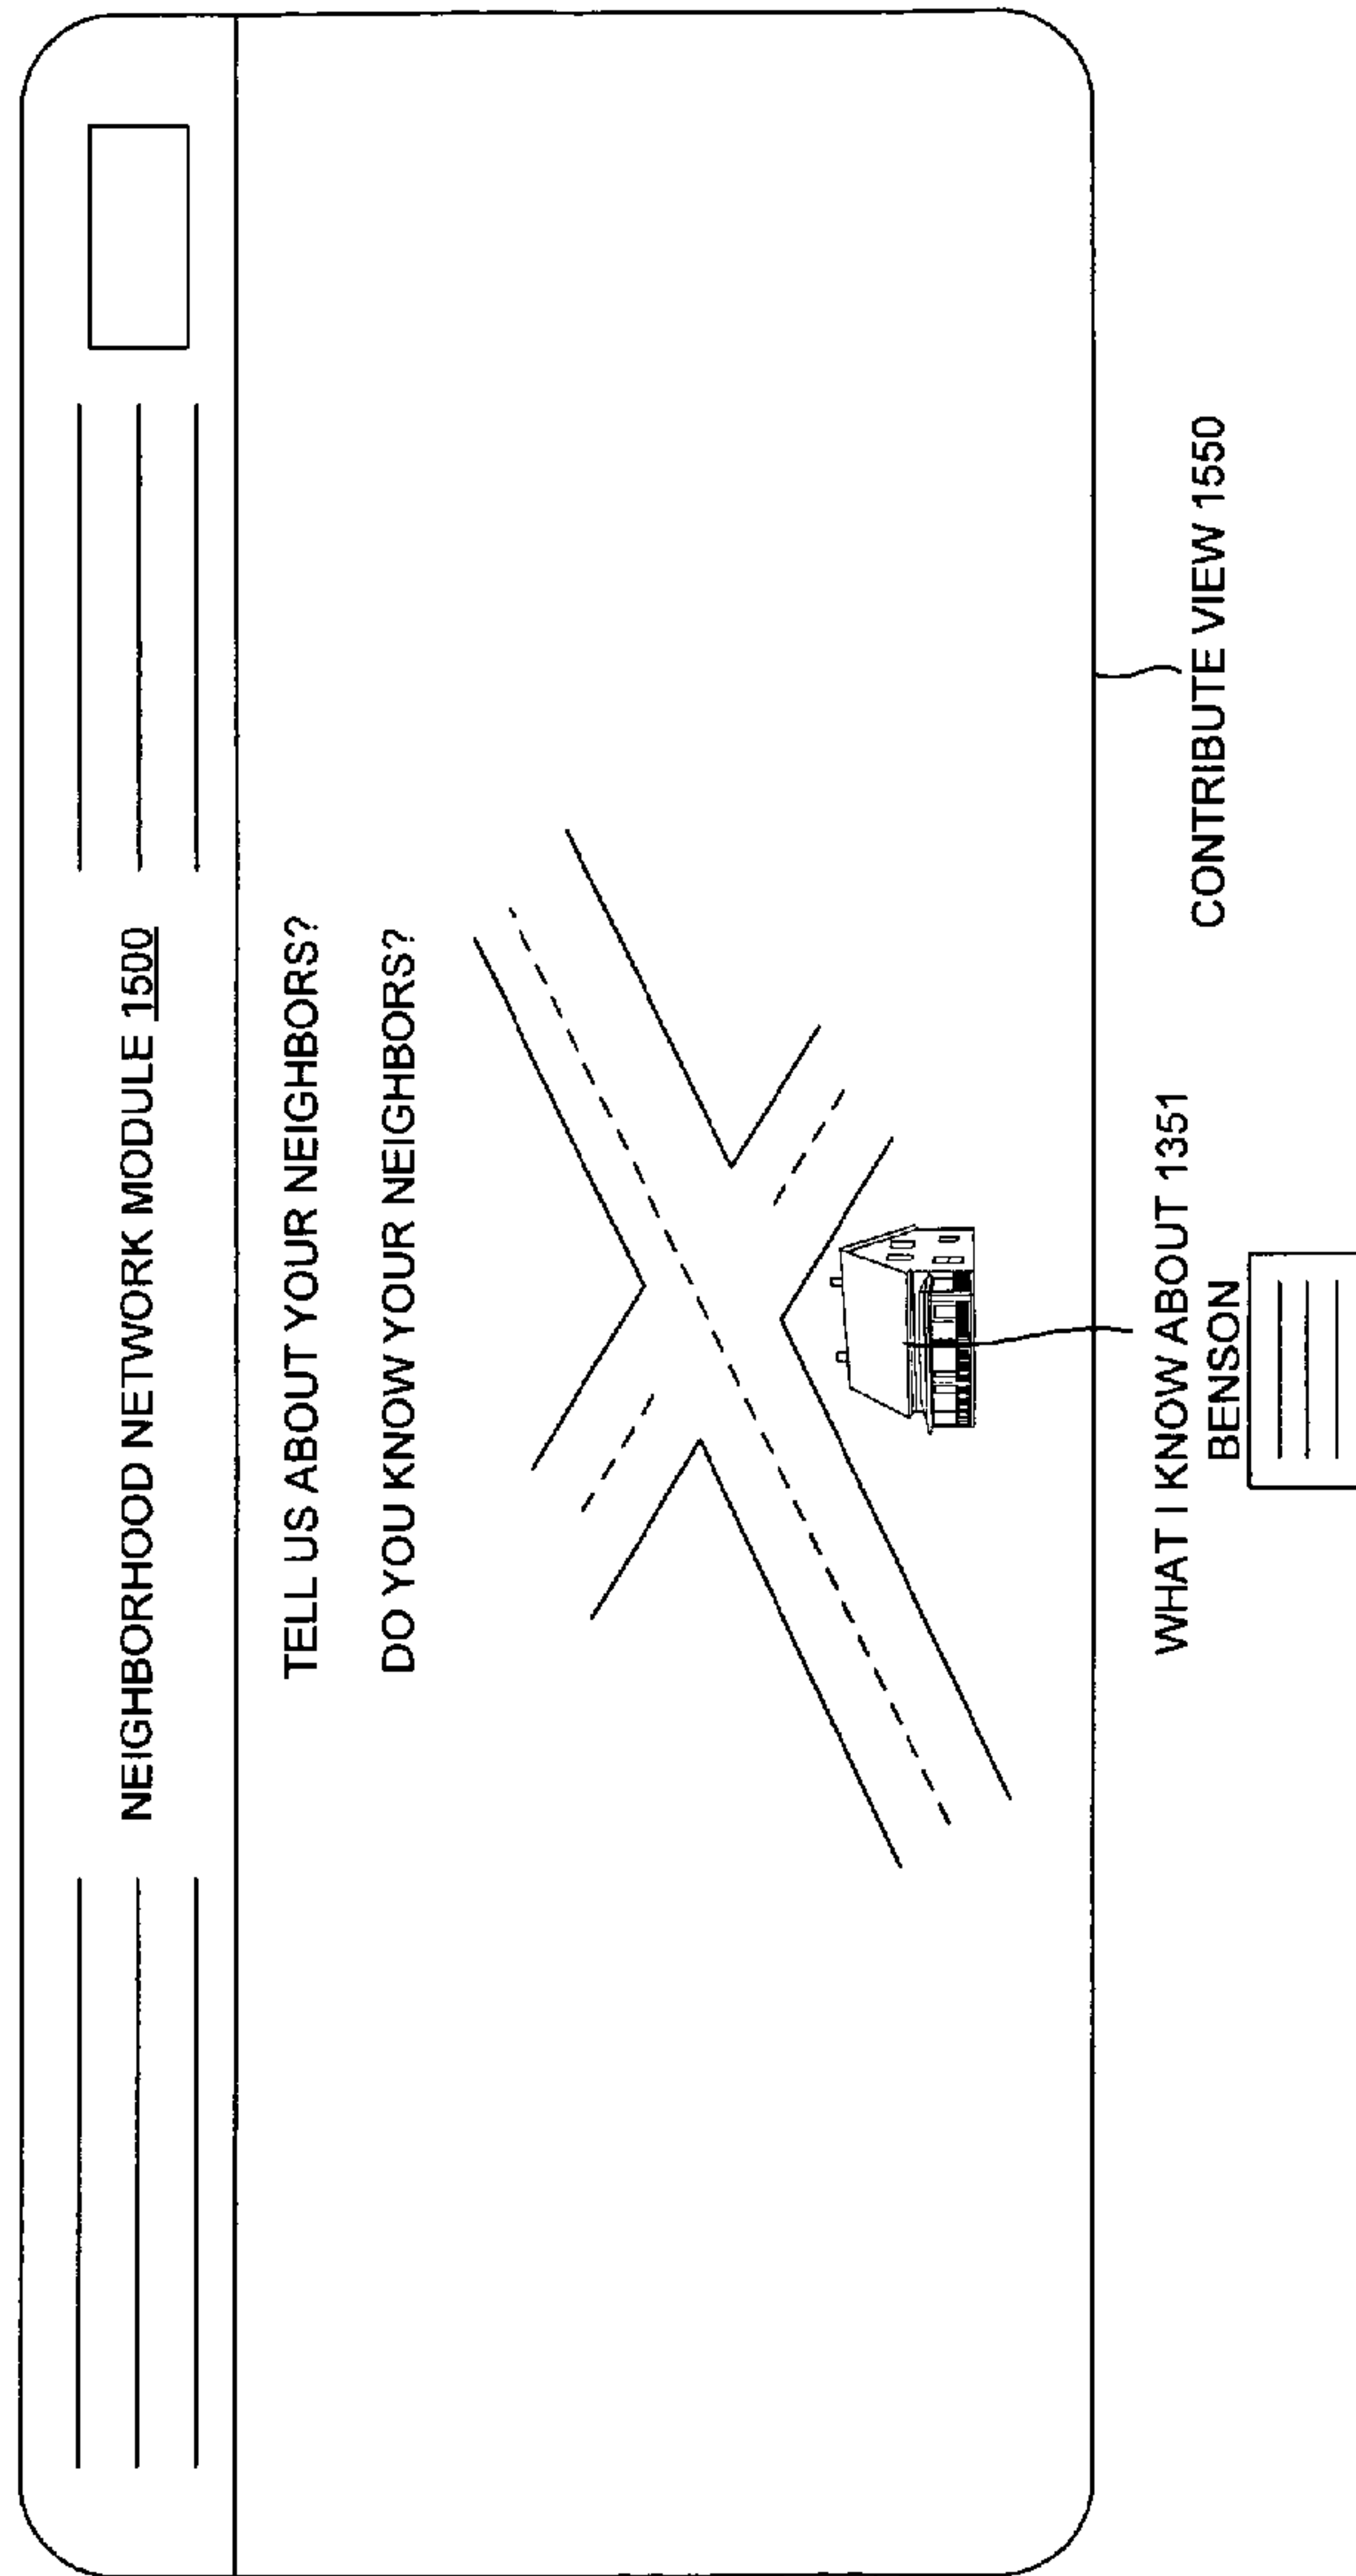 NEIGHBORHOOD NETWORK MODULE 1500
TELL US ABOUT YOUR NEIGHBORS?
DO YOU KNOW YOUR NEIGHBORS?
WHAT I KNOW ABOUT 1351
BENSON
CONTRIBUTE VIEW 1550